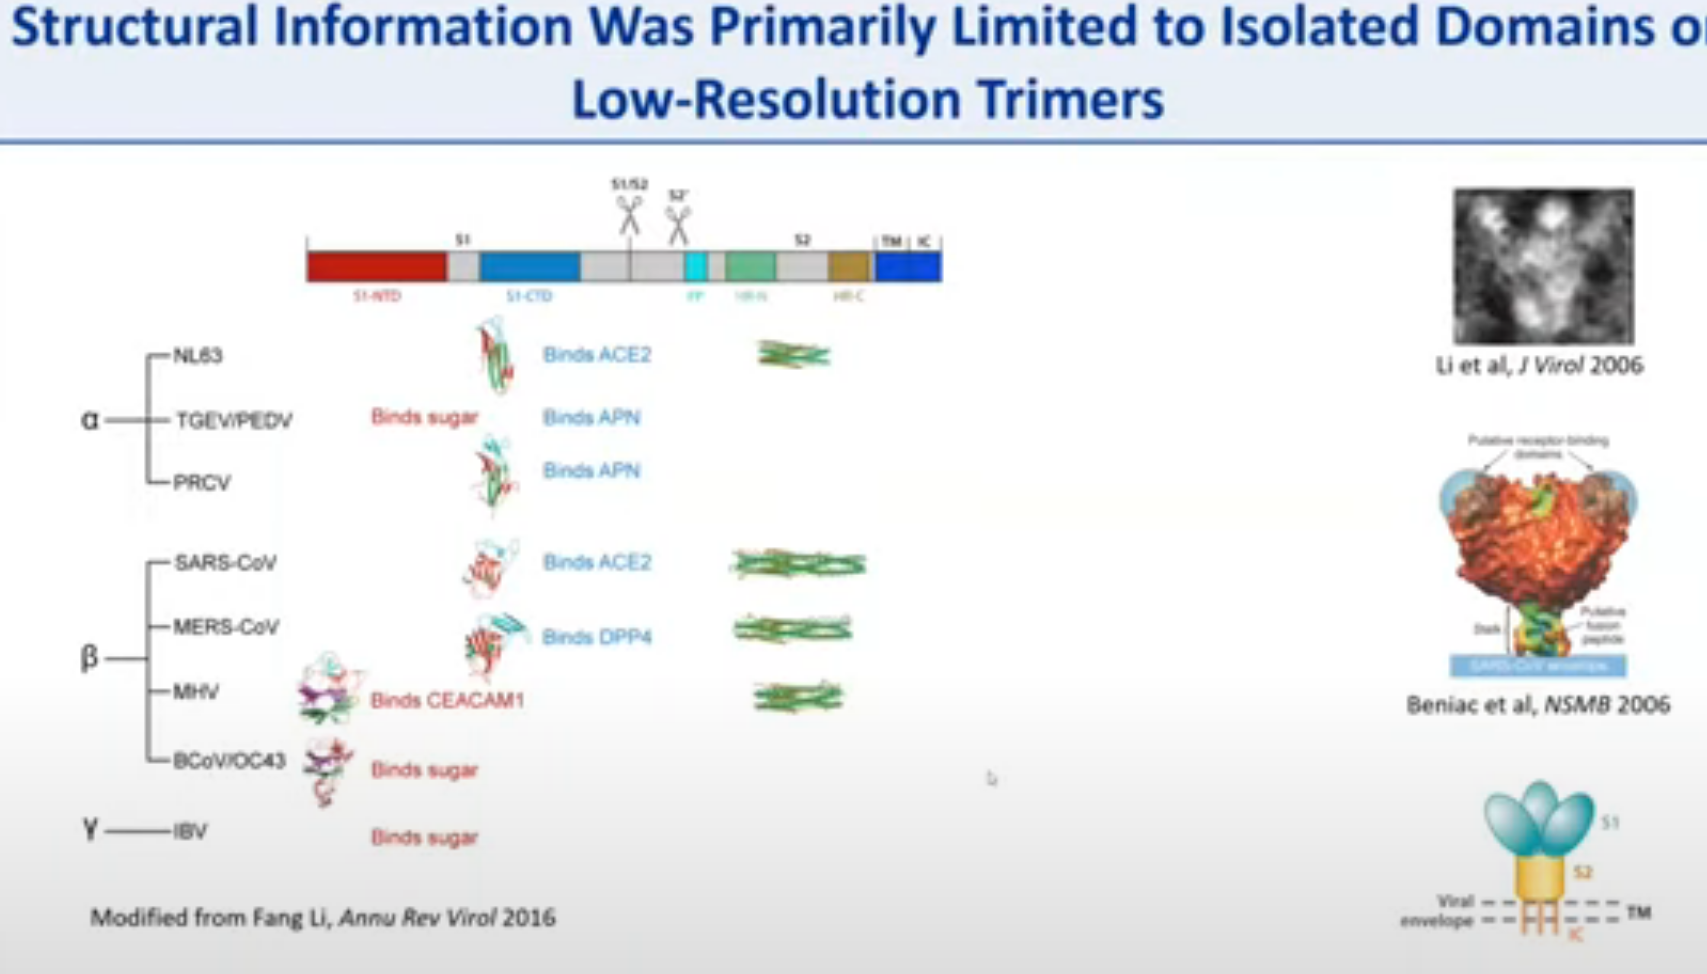 Structural Information Was Primarily Limited to Isolated Domains or
Low-Resolution Trimers
S1/S2
S2'
S1
S2
TM
IC
S1-NTD
S1-CTD
FP
HR-N
HR-C
α
NL63
Binds ACE2
TGEV/PEDV
Binds sugar
Binds APN
PRCV
Binds APN
β
SARS-CoV
Binds ACE2
MERS-CoV
Binds DPP4
MHV
Binds CEACAM1
BCoV/OC43
Binds sugar
γ
IBV
Binds sugar
Modified from Fang Li, Annu Rev Virol 2016
Li et al, J Virol 2006
Putative receptor-binding
domains
Stalk
Putative
fusion
peptide
SARS-CoV envelope
Beniac et al, NSMB 2006
S1
S2
Viral
envelope
TM
IC